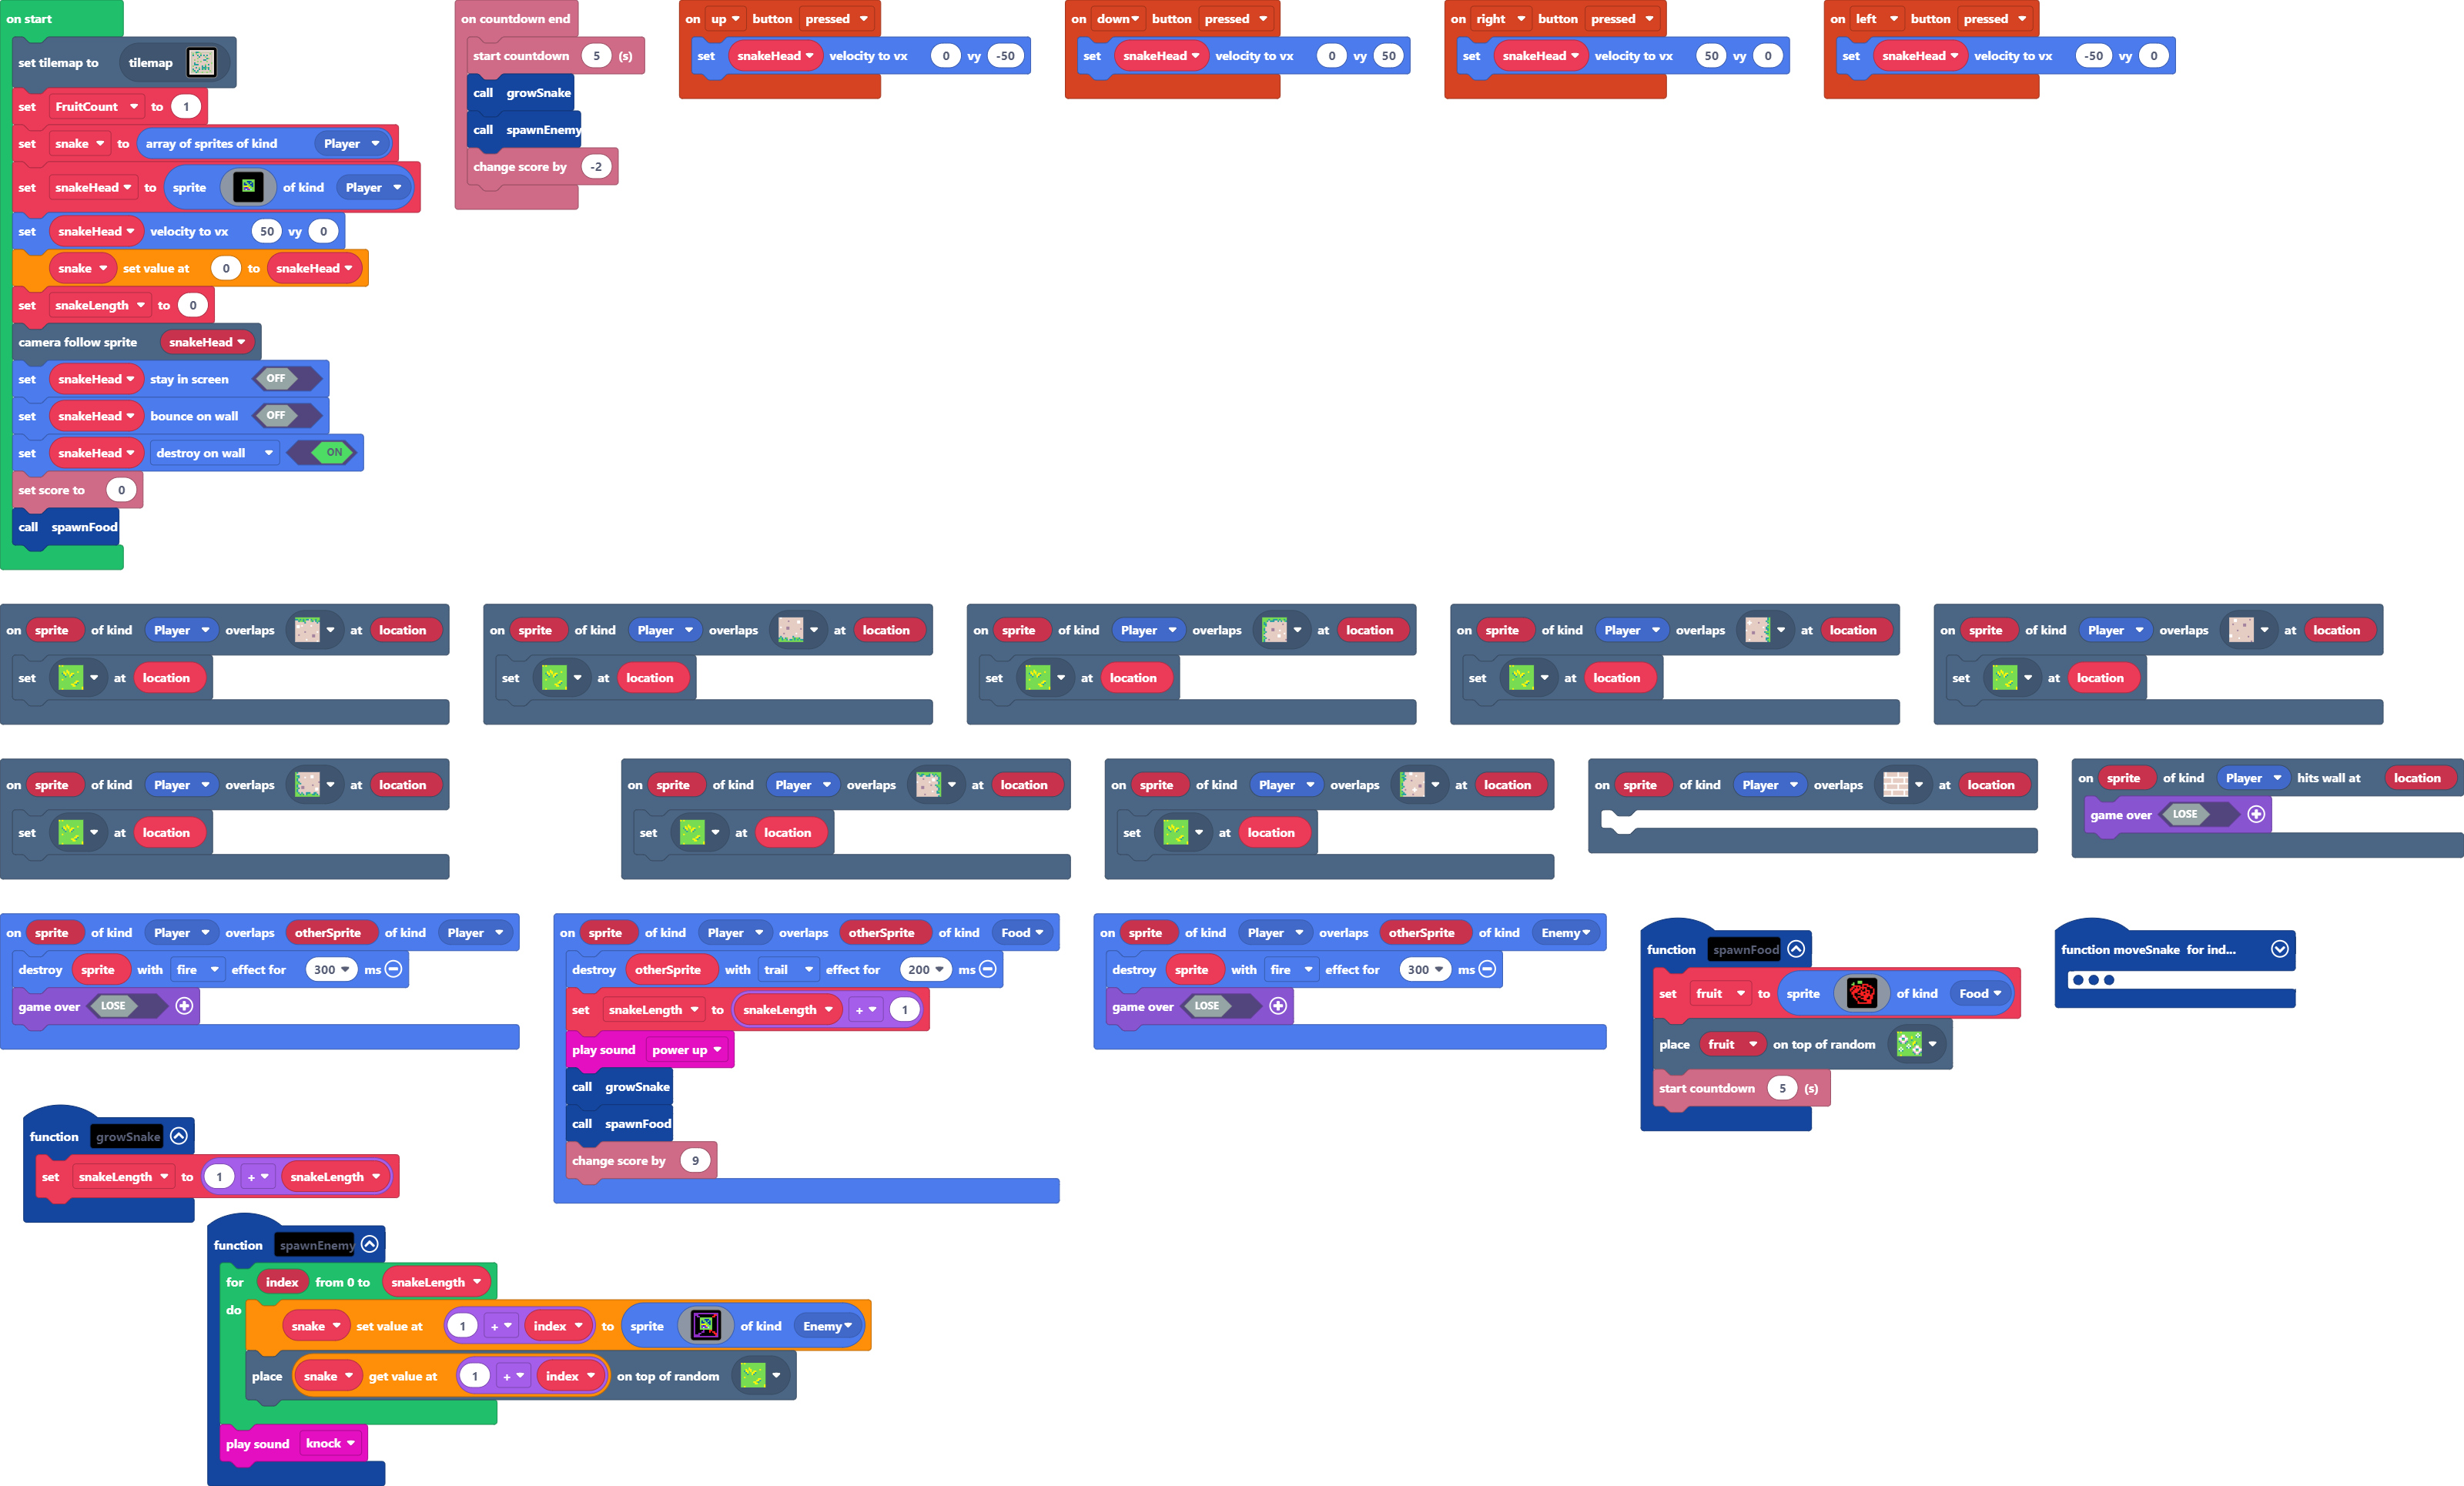 on start
set tilemap to tilemap
set FruitCount to 1
set snake to array of sprites of kind Player
set snakeHead to sprite of kind Player
set snakeHead velocity to vx 50 vy 0
snake set value at 0 to snakeHead
set snakeLength to 0
camera follow sprite snakeHead
set snakeHead stay in screen OFF
set snakeHead bounce on wall OFF
set snakeHead destroy on wall ON
set score to 0
call spawnFood
on countdown end
start countdown 5 (s)
call growSnake
call spawnEnemy
change score by -2
on up button pressed
set snakeHead velocity to vx 0 vy -50
on down button pressed
set snakeHead velocity to vx 0 vy 50
on right button pressed
set snakeHead velocity to vx 50 vy 0
on left button pressed
set snakeHead velocity to vx -50 vy 0
on sprite of kind Player overlaps at location
set at location
on sprite of kind Player overlaps at location
set at location
on sprite of kind Player overlaps at location
set at location
on sprite of kind Player overlaps at location
set at location
on sprite of kind Player overlaps at location
set at location
on sprite of kind Player overlaps at location
set at location
on sprite of kind Player overlaps at location
set at location
on sprite of kind Player overlaps at location
set at location
on sprite of kind Player overlaps at location
on sprite of kind Player hits wall at location
game over LOSE
on sprite of kind Player overlaps otherSprite of kind Player
destroy sprite with fire effect for 300 ms
game over LOSE
on sprite of kind Player overlaps otherSprite of kind Food
destroy otherSprite with trail effect for 200 ms
set snakeLength to snakeLength + 1
play sound power up
call growSnake
call spawnFood
change score by 9
on sprite of kind Player overlaps otherSprite of kind Enemy
destroy sprite with fire effect for 300 ms
game over LOSE
function spawnFood
set fruit to sprite of kind Food
place fruit on top of random
start countdown 5 (s)
function moveSnake for ind...
function growSnake
set snakeLength to 1 + snakeLength
function spawnEnemy
for index from 0 to snakeLength
do
snake set value at 1 + index to sprite of kind Enemy
place snake get value at 1 + index on top of random
play sound knock